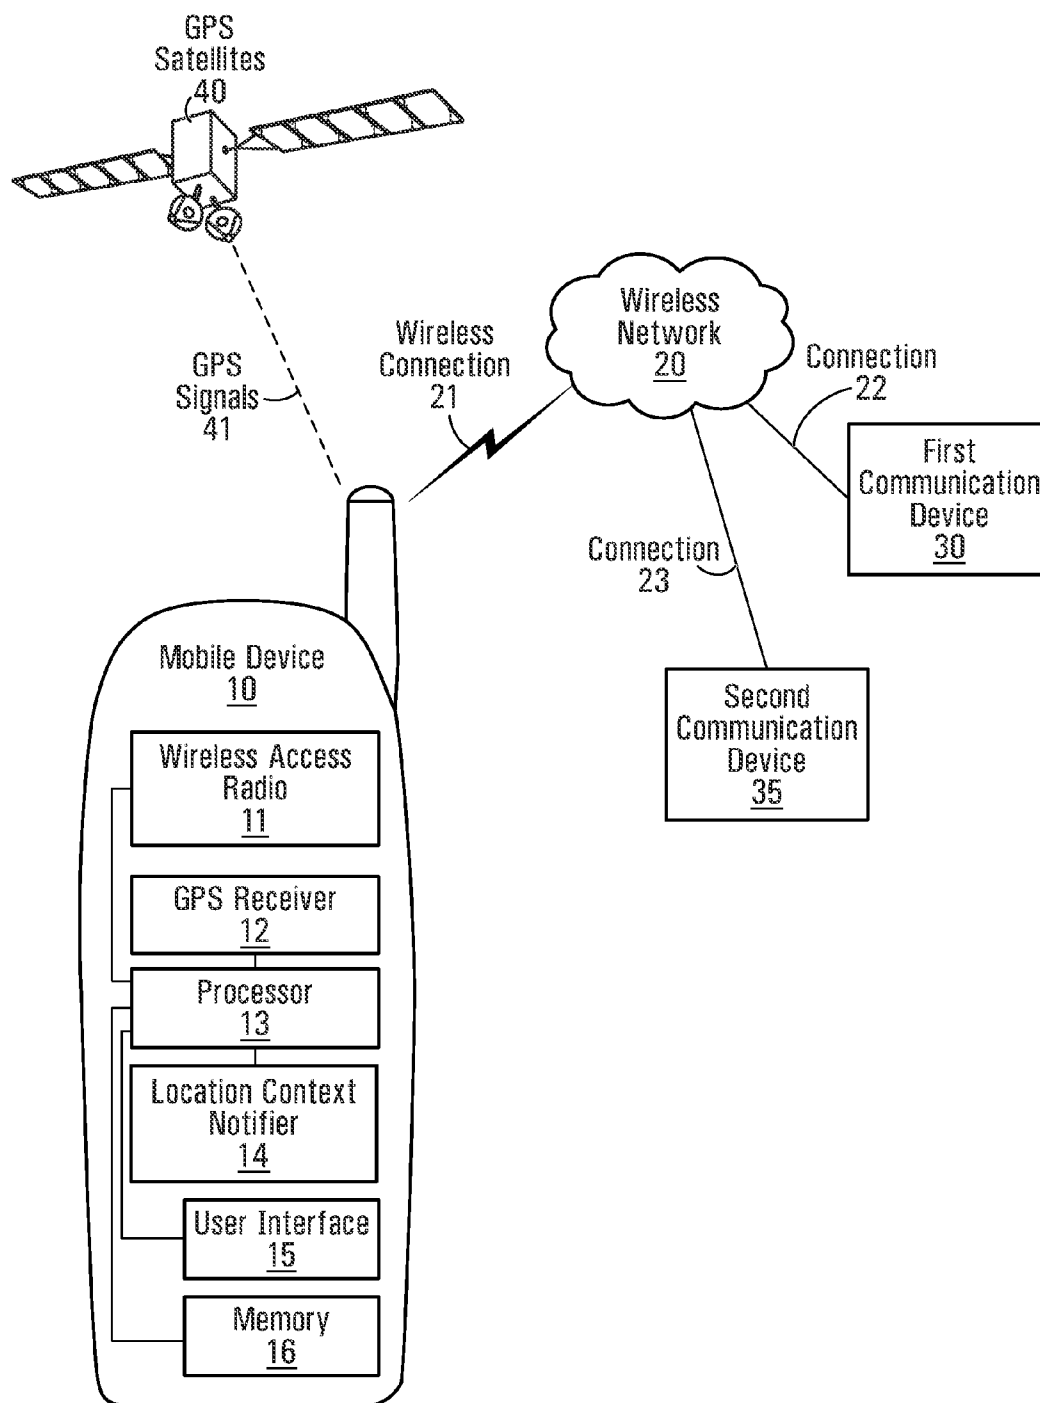 GPS
Satellites
40
GPS
Signals
41
Wireless
Connection
21
Wireless
Network
20
Connection
22
First
Communication
Device
30
Connection
23
Second
Communication
Device
35
Mobile Device
10
Wireless Access
Radio
11
GPS Receiver
12
Processor
13
Location Context
Notifier
14
User Interface
15
Memory
16